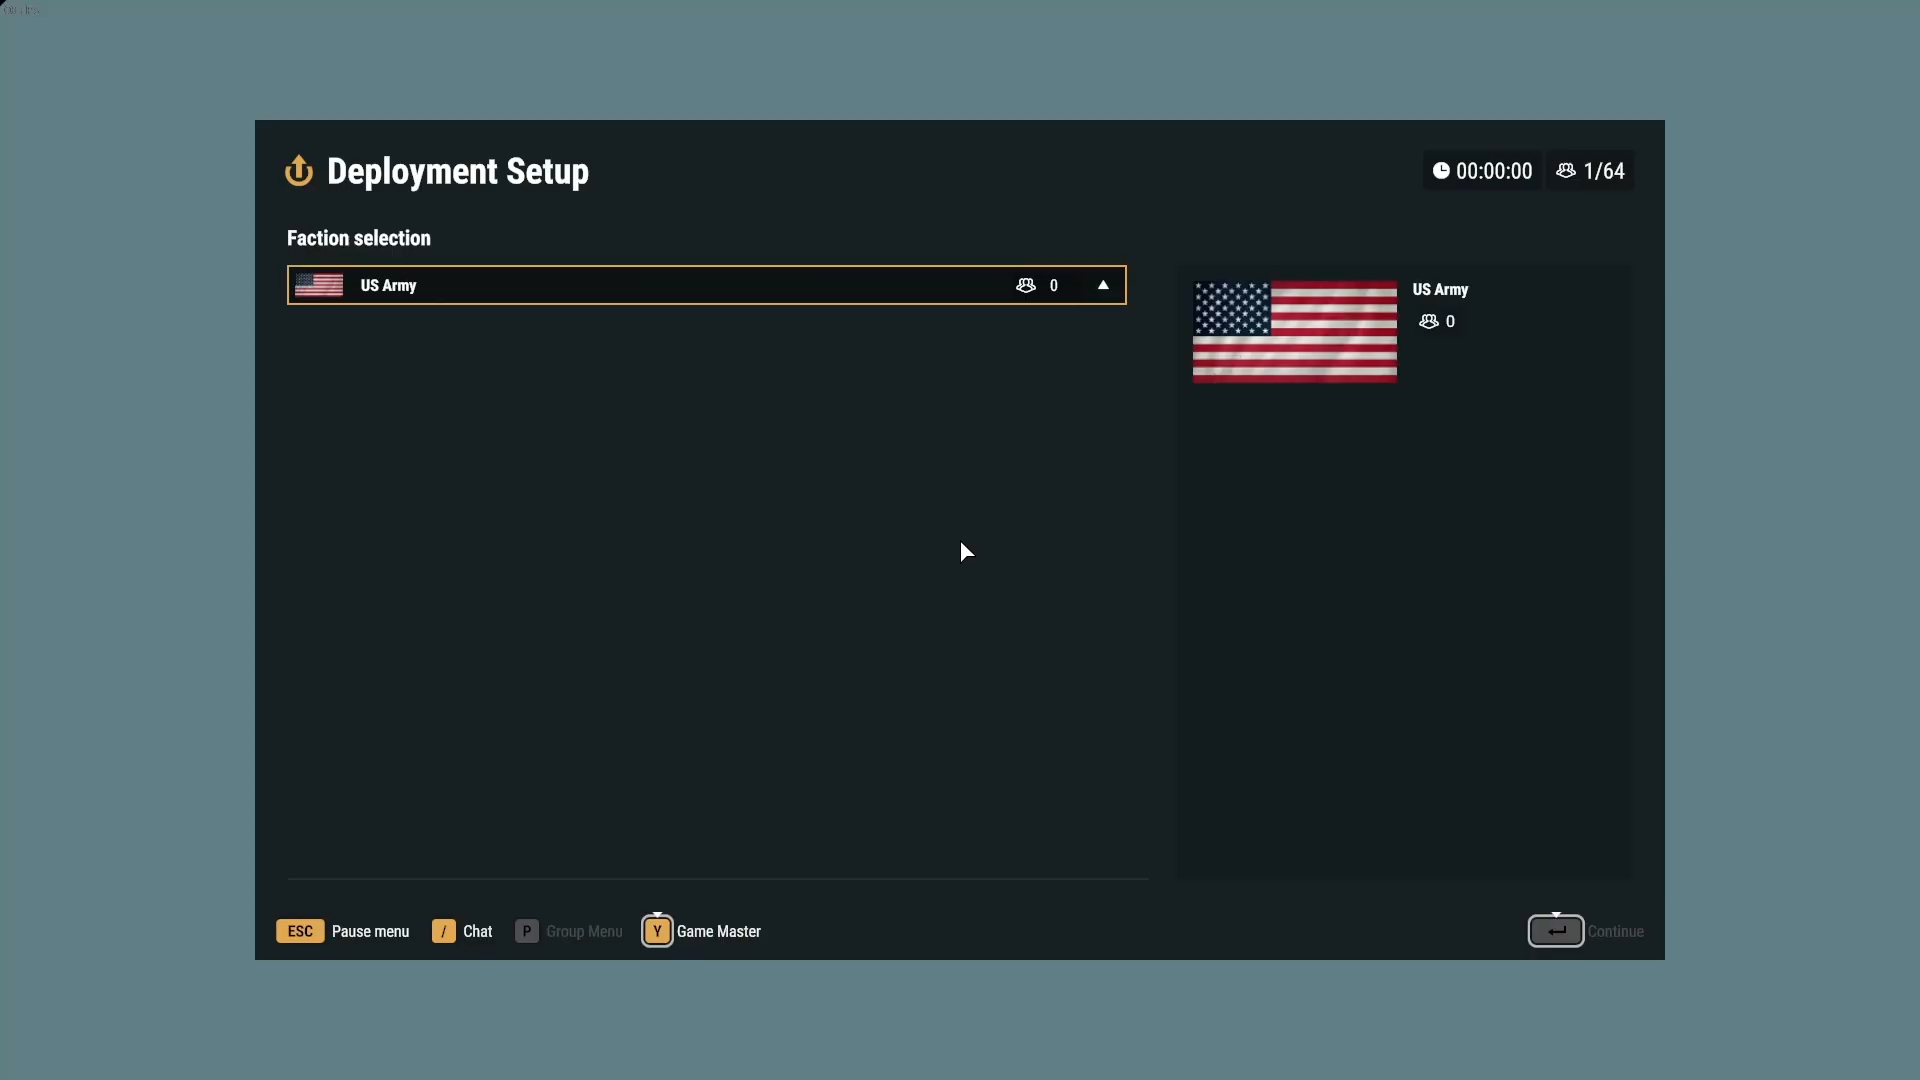 Deployment Setup
00:00:00
1/64
Faction selection
US Army
0
US Army
0
ESC Pause menu
/ Chat
P Group Menu
Y Game Master
Continue